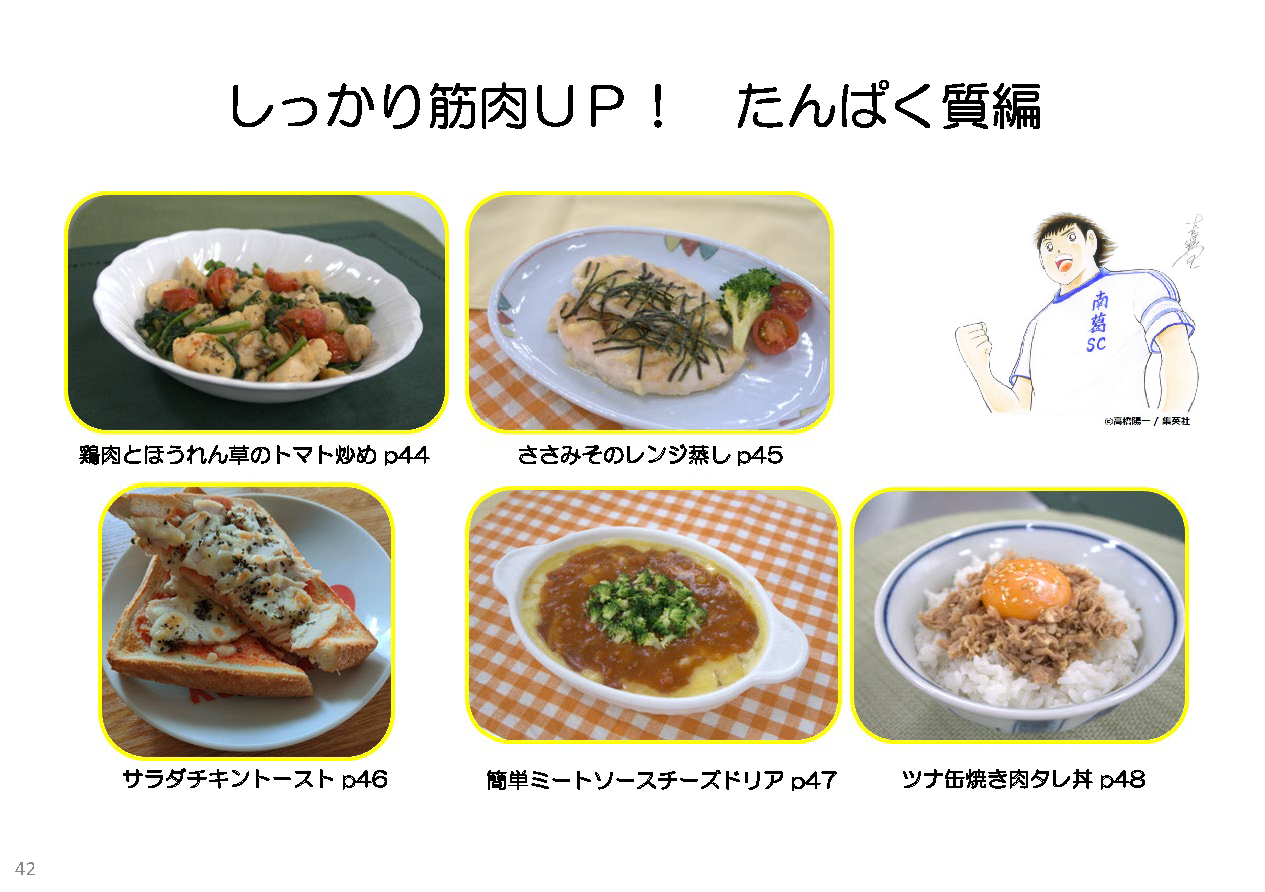 しっかり筋肉ＵＰ！　たんぱく質編
南葛SC
©高橋陽一 / 集英社
鶏肉とほうれん草のトマト炒め p44
ささみそのレンジ蒸し p45
サラダチキントースト p46
簡単ミートソースチーズドリア p47
ツナ缶焼き肉タレ丼 p48
42